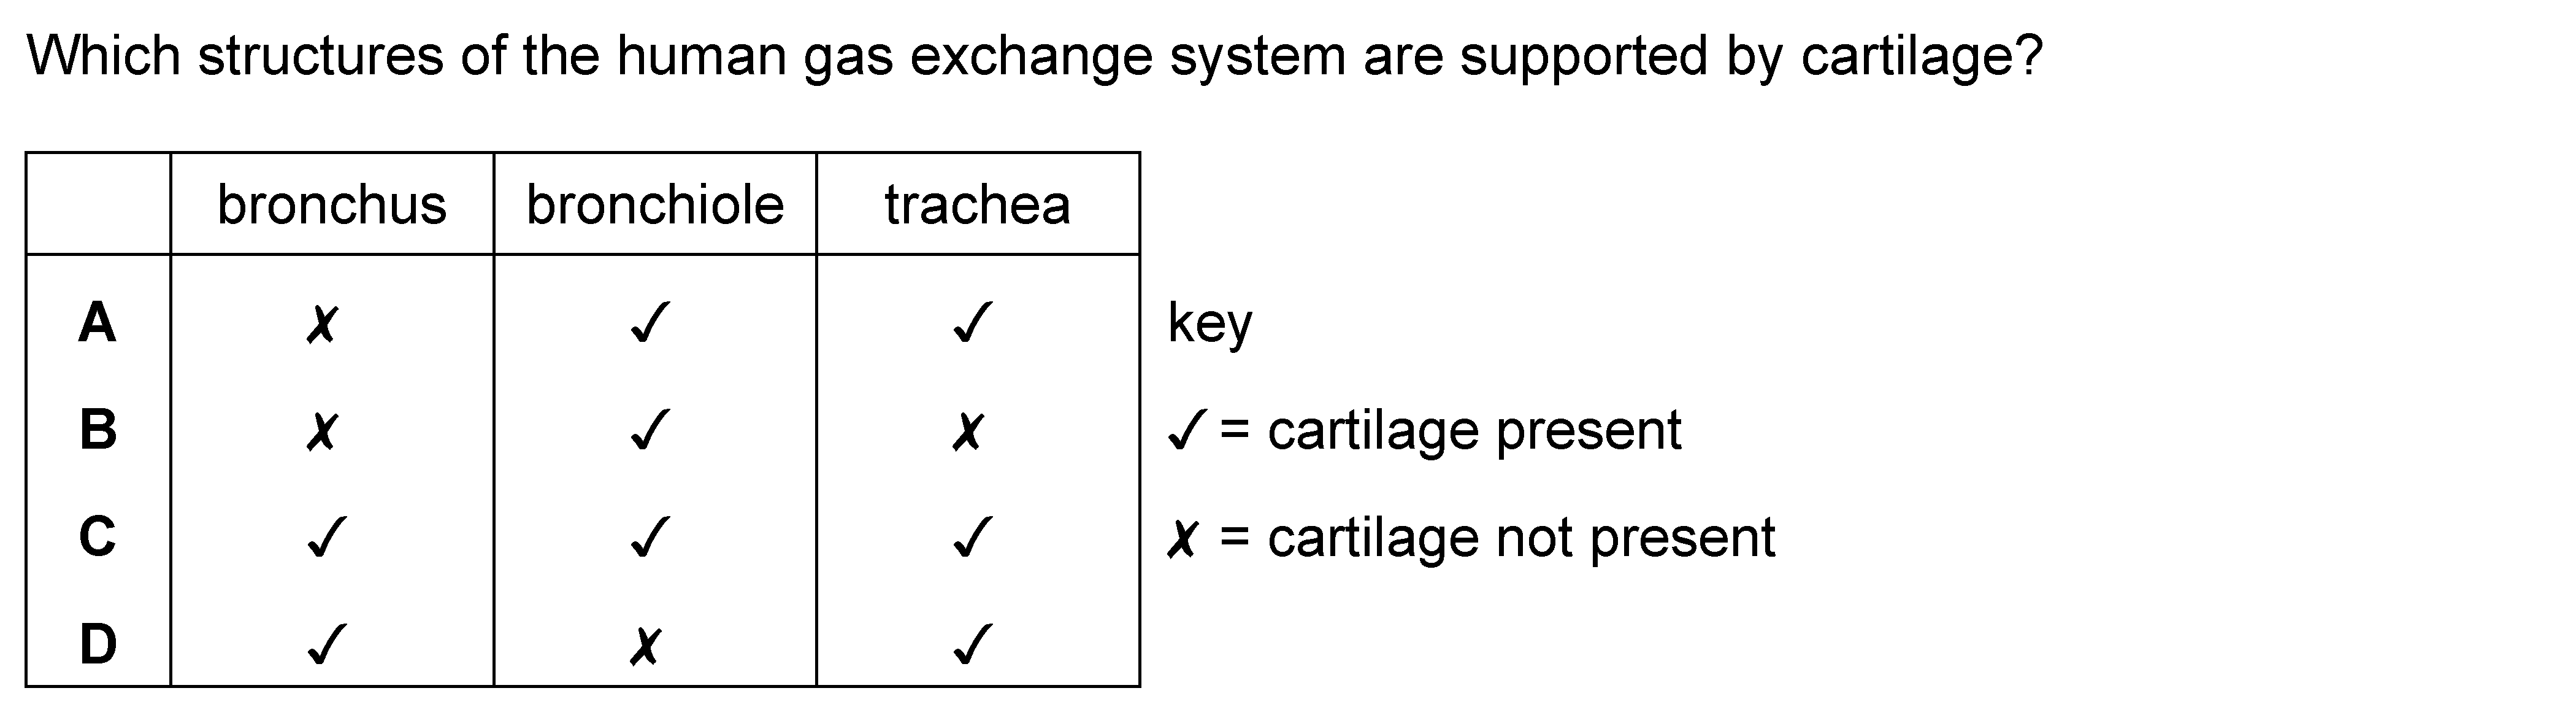 Which structures of the human gas exchange system are supported by cartilage?
bronchus bronchiole trachea
A ✗ ✓ ✓ key
B ✗ ✓ ✗ ✓ = cartilage present
C ✓ ✓ ✓ ✗ = cartilage not present
D ✓ ✗ ✓